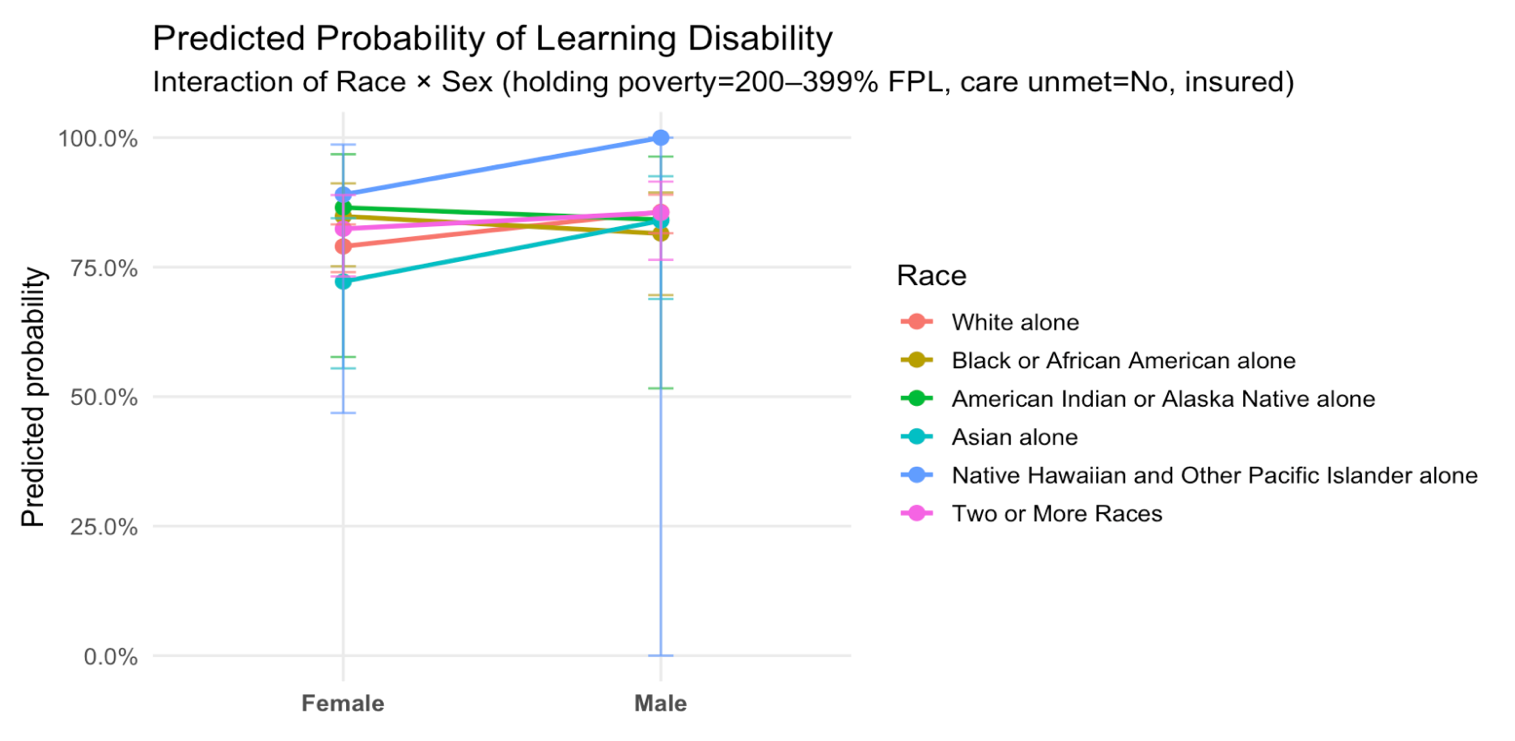 Predicted Probability of Learning Disability
Interaction of Race × Sex (holding poverty=200–399% FPL, care unmet=No, insured)
Predicted probability
100.0%
75.0%
50.0%
25.0%
0.0%
Female
Male
Race
White alone
Black or African American alone
American Indian or Alaska Native alone
Asian alone
Native Hawaiian and Other Pacific Islander alone
Two or More Races